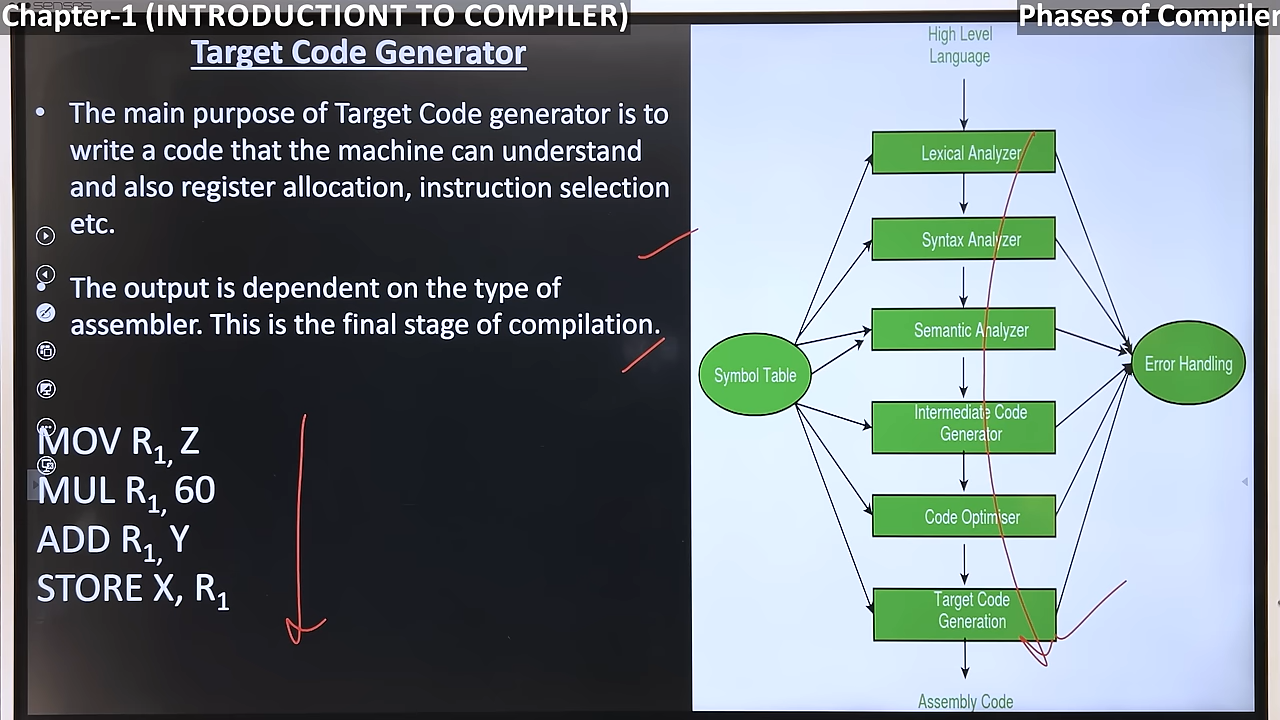 Chapter-1 (INTRODUCTIONT TO COMPILER)
Phases of Compiler
Target Code Generator
• The main purpose of Target Code generator is to
write a code that the machine can understand
and also register allocation, instruction selection
etc.
• The output is dependent on the type of
assembler. This is the final stage of compilation.
MOV R1, Z
MUL R1, 60
ADD R1, Y
STORE X, R1
High Level
Language
Lexical Analyzer
Syntax Analyzer
Semantic Analyzer
Symbol Table
Error Handling
Intermediate Code
Generator
Code Optimiser
Target Code
Generation
Assembly Code